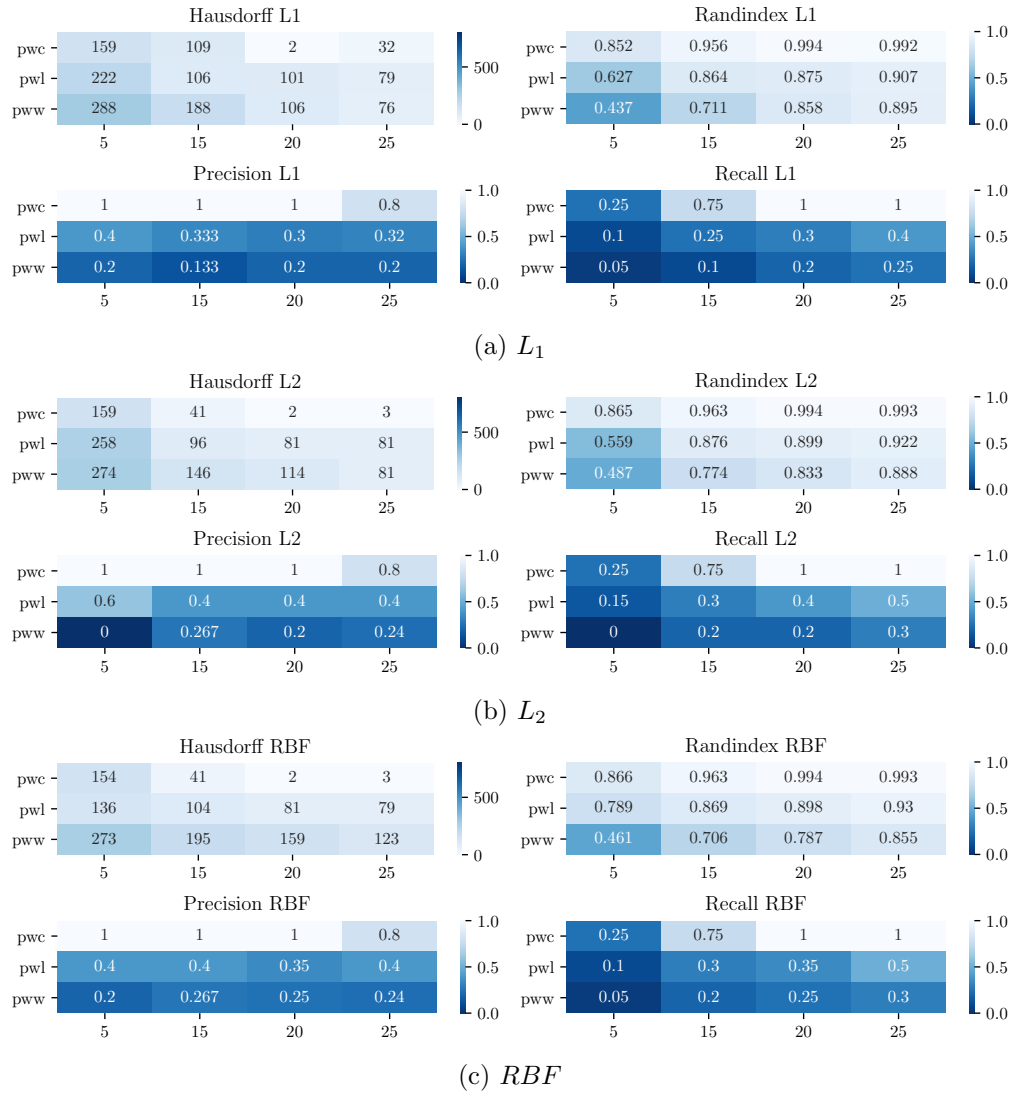 Hausdorff L1
pwc 159 109 2 32
pwl 222 106 101 79
pww 288 188 106 76
5 15 20 25
500
0
Randindex L1
pwc 0.852 0.956 0.994 0.992
pwl 0.627 0.864 0.875 0.907
pww 0.437 0.711 0.858 0.895
5 15 20 25
1.0
0.5
0.0
Precision L1
pwc 1 1 1 0.8
pwl 0.4 0.333 0.3 0.32
pww 0.2 0.133 0.2 0.2
5 15 20 25
1.0
0.5
0.0
Recall L1
pwc 0.25 0.75 1 1
pwl 0.1 0.25 0.3 0.4
pww 0.05 0.1 0.2 0.25
5 15 20 25
1.0
0.5
0.0
(a) L1
Hausdorff L2
pwc 159 41 2 3
pwl 258 96 81 81
pww 274 146 114 81
5 15 20 25
500
0
Randindex L2
pwc 0.865 0.963 0.994 0.993
pwl 0.559 0.876 0.899 0.922
pww 0.487 0.774 0.833 0.888
5 15 20 25
1.0
0.5
0.0
Precision L2
pwc 1 1 1 0.8
pwl 0.6 0.4 0.4 0.4
pww 0 0.267 0.2 0.24
5 15 20 25
1.0
0.5
0.0
Recall L2
pwc 0.25 0.75 1 1
pwl 0.15 0.3 0.4 0.5
pww 0 0.2 0.2 0.3
5 15 20 25
1.0
0.5
0.0
(b) L2
Hausdorff RBF
pwc 154 41 2 3
pwl 136 104 81 79
pww 273 195 159 123
5 15 20 25
500
0
Randindex RBF
pwc 0.866 0.963 0.994 0.993
pwl 0.789 0.869 0.898 0.93
pww 0.461 0.706 0.787 0.855
5 15 20 25
1.0
0.5
0.0
Precision RBF
pwc 1 1 1 0.8
pwl 0.4 0.4 0.35 0.4
pww 0.2 0.267 0.25 0.24
5 15 20 25
1.0
0.5
0.0
Recall RBF
pwc 0.25 0.75 1 1
pwl 0.1 0.3 0.35 0.5
pww 0.05 0.2 0.25 0.3
5 15 20 25
1.0
0.5
0.0
(c) RBF